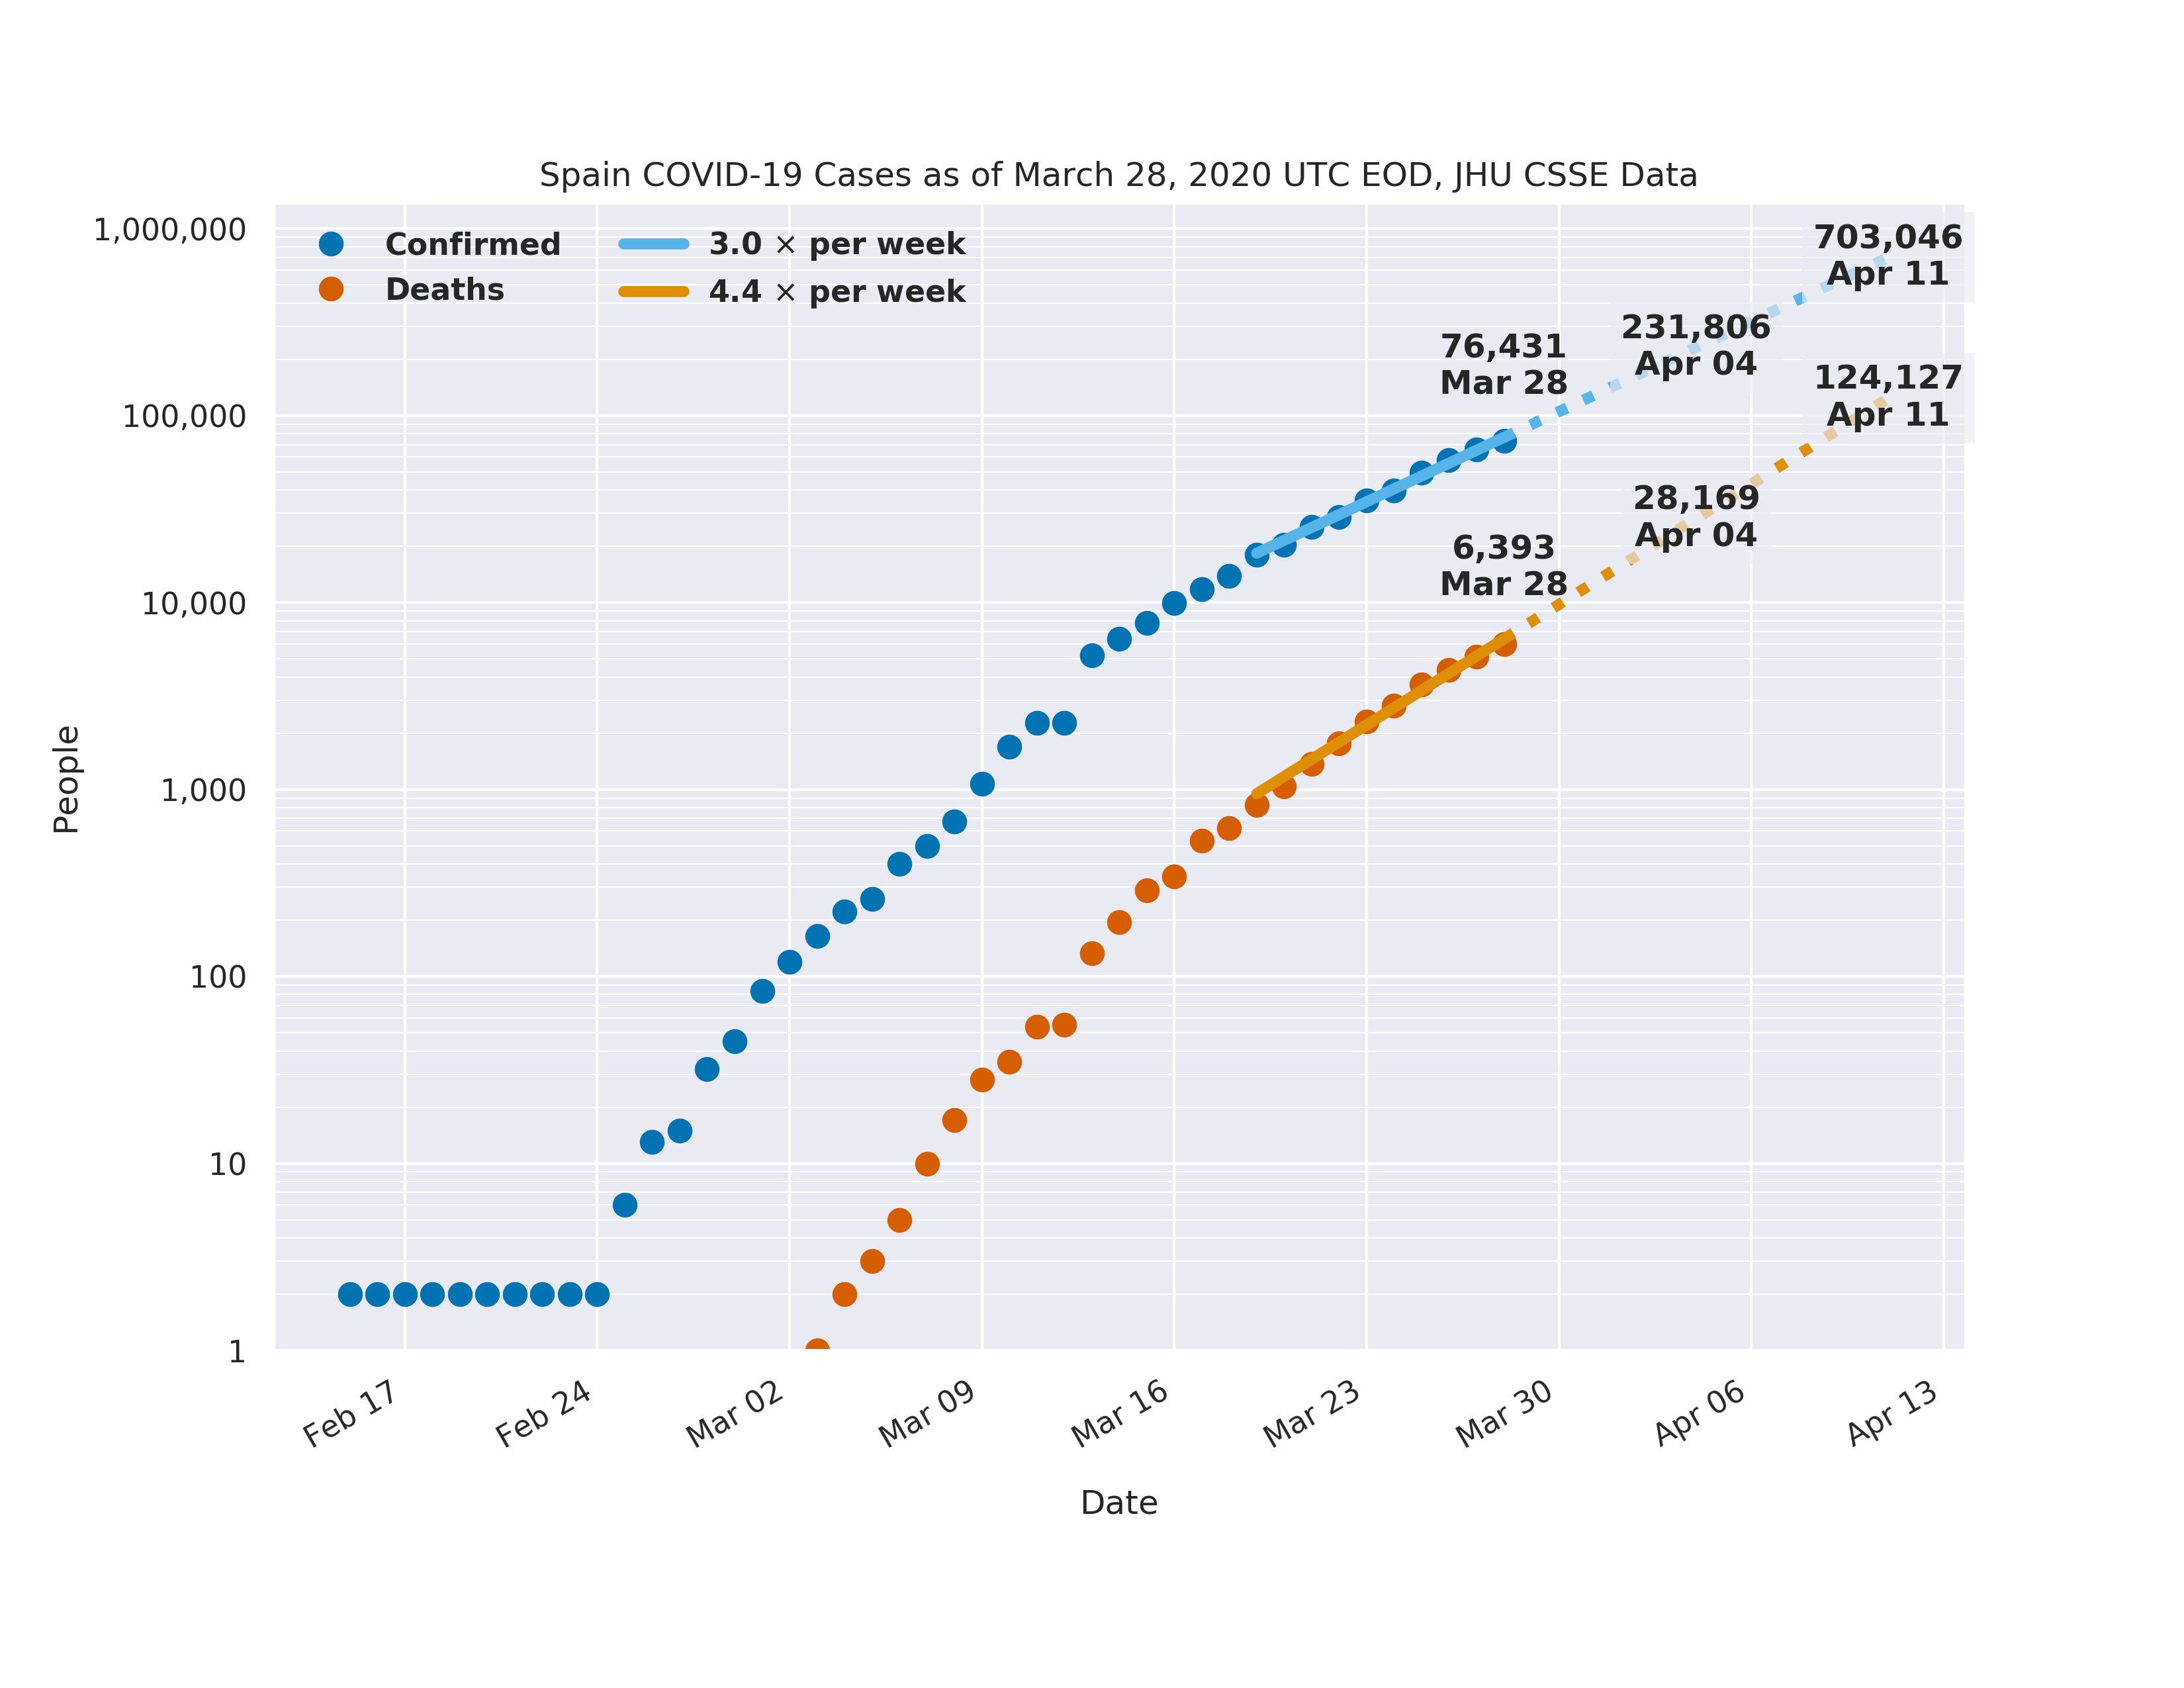 Spain COVID-19 Cases as of March 28, 2020 UTC EOD, JHU CSSE Data
Confirmed
Deaths
3.0 × per week
4.4 × per week
703,046
Apr 11
231,806
Apr 04
76,431
Mar 28
124,127
Apr 11
28,169
Apr 04
6,393
Mar 28
People
1,000,000
100,000
10,000
1,000
100
10
1
Feb 17
Feb 24
Mar 02
Mar 09
Mar 16
Mar 23
Mar 30
Apr 06
Apr 13
Date